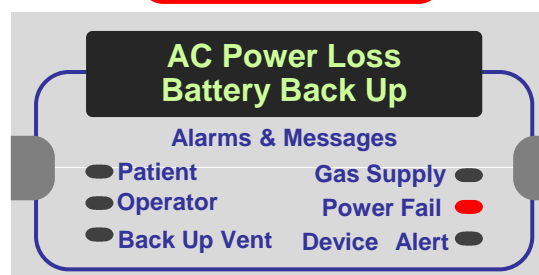 AC Power Loss
Battery Back Up
Alarms & Messages
Patient Gas Supply
Operator Power Fail
Back Up Vent Device Alert